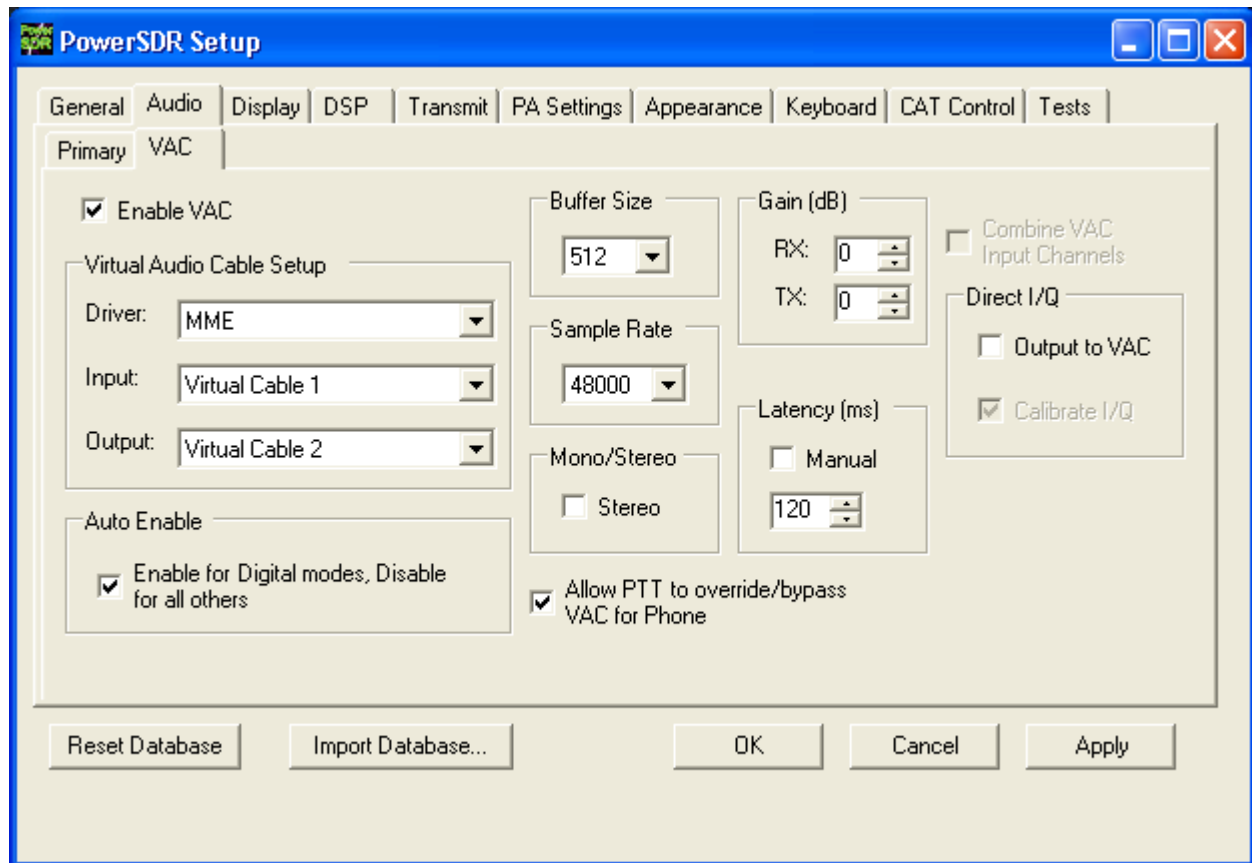 Power SDR PowerSDR Setup
General Audio Display DSP Transmit PA Settings Appearance Keyboard CAT Control Tests
Primary VAC
Enable VAC
Virtual Audio Cable Setup
Driver: MME
Input: Virtual Cable 1
Output: Virtual Cable 2
Auto Enable
Enable for Digital modes, Disable
for all others
Buffer Size
512
Sample Rate
48000
Mono/Stereo
Stereo
Allow PTT to override/bypass
VAC for Phone
Gain (dB)
RX: 0
TX: 0
Latency (ms)
Manual
120
Combine VAC
Input Channels
Direct I/Q
Output to VAC
Calibrate I/Q
Reset Database Import Database... OK Cancel Apply